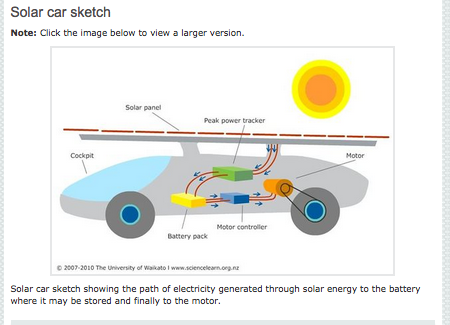 Solar car sketch
Note: Click the image below to view a larger version.
Solar panel
Peak power tracker
Cockpit
Motor
Motor controller
Battery pack
© 2007-2010 The University of Waikato I www.sciencelearn.org.nz
Solar car sketch showing the path of electricity generated through solar energy to the battery
where it may be stored and finally to the motor.